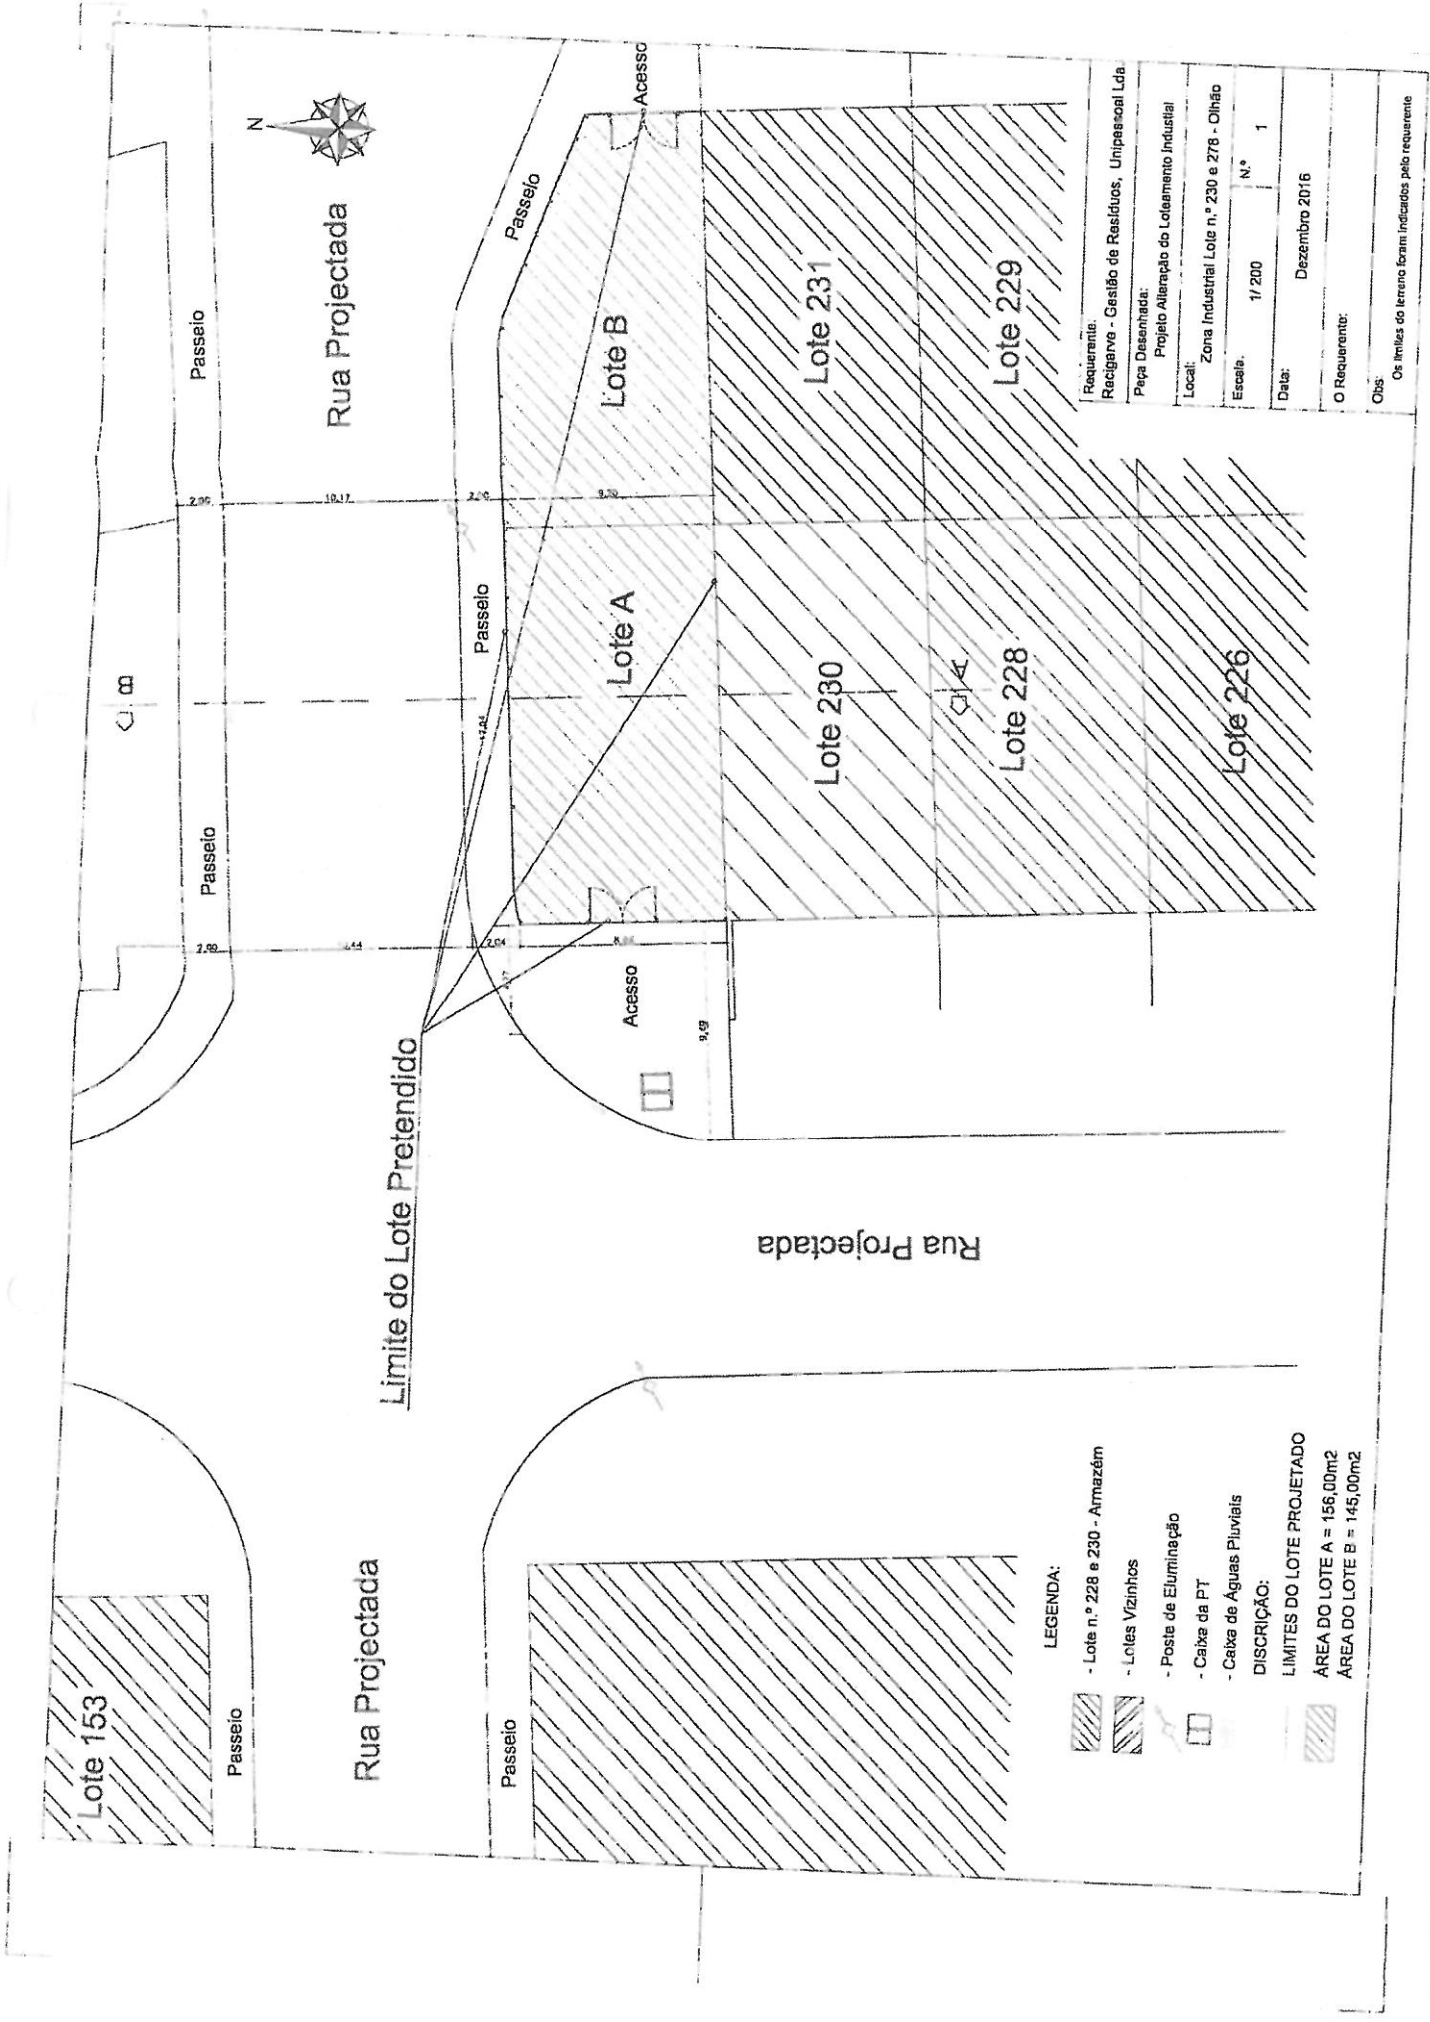 N
Passeio
Rua Projectada
Passeio
Acesso
B
Passeio
Passeio
Lote B
Lote A
2,00
10,17
2,00
9,30
17,04
2,00
2,04
9,49
Acesso
Lote 231
Lote 229
Lote 230
Lote 228
A
Lote 226
Limite do Lote Pretendido
Rua Projectada
Lote 153
Passeio
Rua Projectada
Passeio
LEGENDA:
- Lote n.º 228 e 230 - Armazém
- Lotes Vizinhos
- Poste de Eluminação
- Caixa da PT
- Caixa de Águas Pluviais
DISCRIÇÃO:
LIMITES DO LOTE PROJETADO
ÁREA DO LOTE A = 156,00m2
ÁREA DO LOTE B = 145,00m2
Requerente:
Recigarve - Gestão de Resíduos, Unipessoal Lda
Peça Desenhada:
Projeto Alteração do Loteamento Industial
Local:
Zona Industrial Lote n.º 230 e 278 - Olhão
Escala.
1/ 200
N.º
1
Data:
Dezembro 2016
O Requerente:
Obs:
Os limites do terreno foram indicados pelo requerente